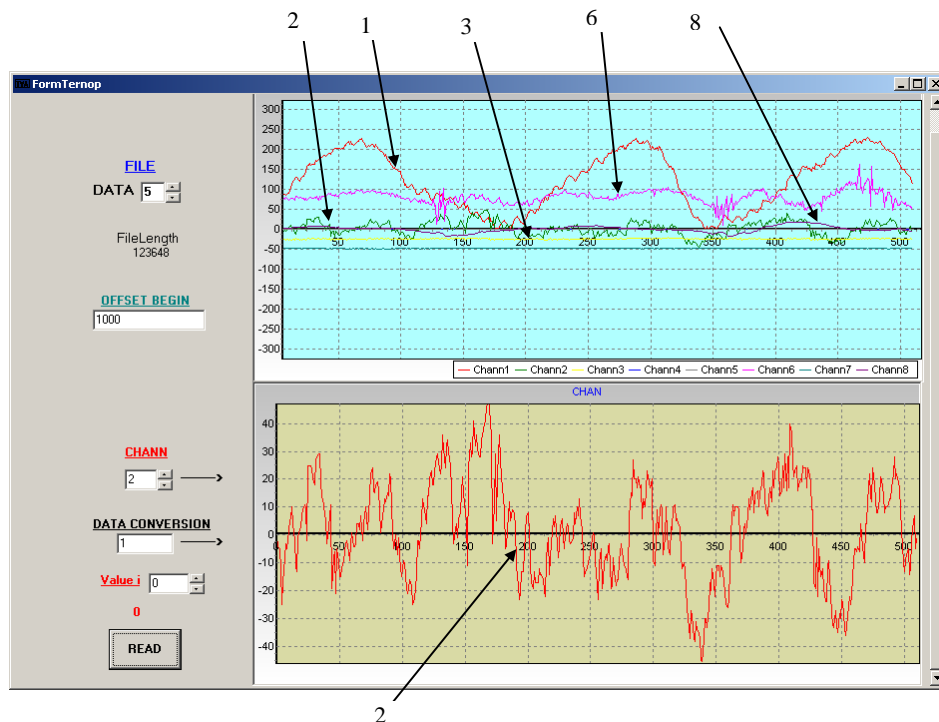 2 1 3 6 8
FormTernop
FILE
DATA 5
FileLength
123648
OFFSET BEGIN
1000
CHANN
2
DATA CONVERSION
1
Value i 0
0
READ
300
250
200
150
100
50
0
-50
-100
-150
-200
-250
-300
50 100 150 200 250 300 350 400 450 500
Chann1 Chann2 Chann3 Chann4 Chann5 Chann6 Chann7 Chann8
CHAN
40
30
20
10
0
-10
-20
-30
-40
0 50 100 150 200 250 300 350 400 450 500
2